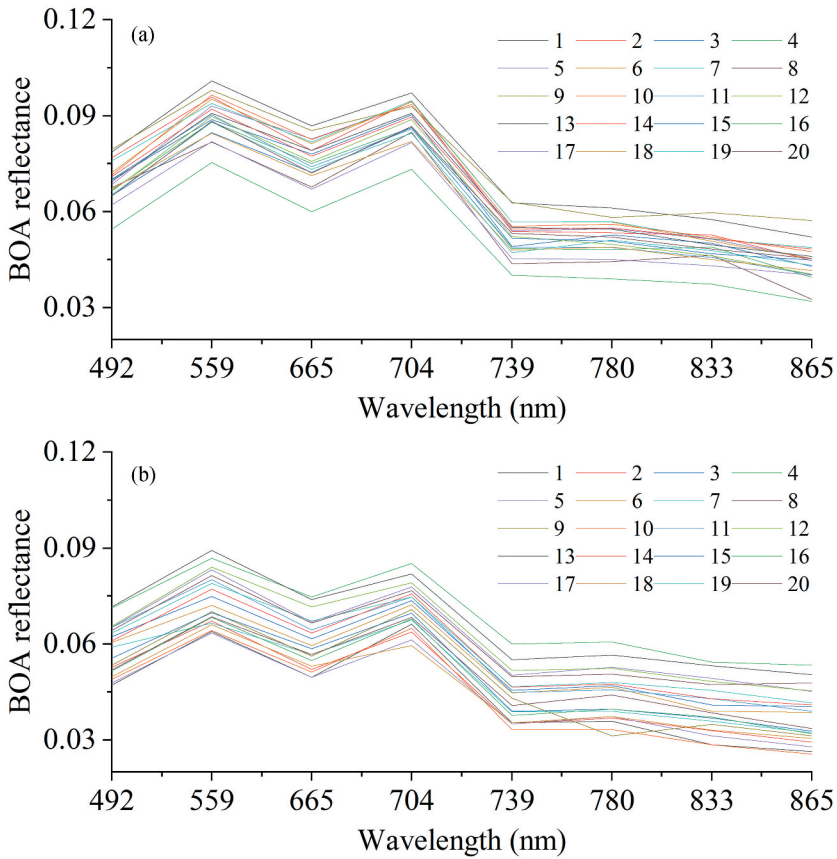 0.12
(a)
1 2 3 4
5 6 7 8
9 10 11 12
13 14 15 16
17 18 19 20
0.09
0.06
0.03
BOA reflectance
492 559 665 704 739 780 833 865
Wavelength (nm)
0.12
(b)
1 2 3 4
5 6 7 8
9 10 11 12
13 14 15 16
17 18 19 20
0.09
0.06
0.03
BOA reflectance
492 559 665 704 739 780 833 865
Wavelength (nm)